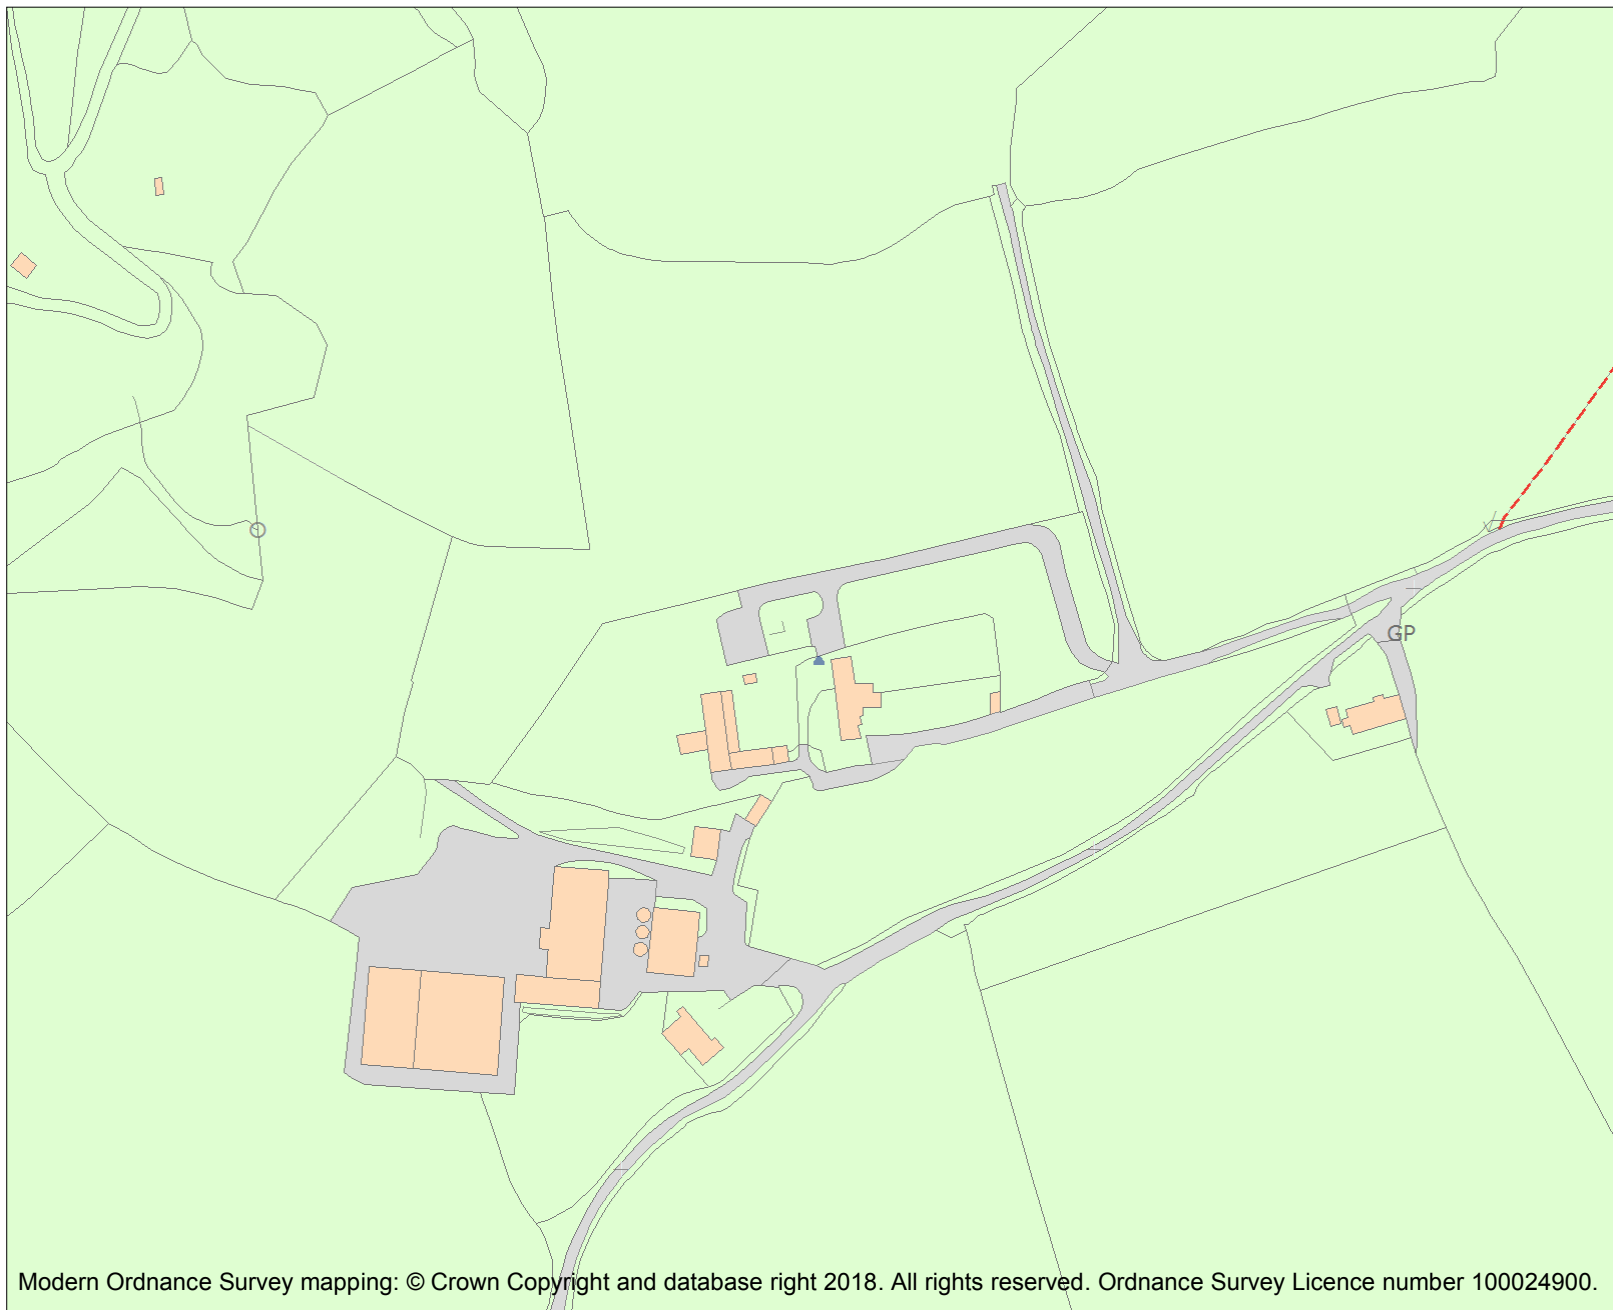 GP
Modern Ordnance Survey mapping: © Crown Copyright and database right 2018. All rights reserved. Ordnance Survey Licence number 100024900.